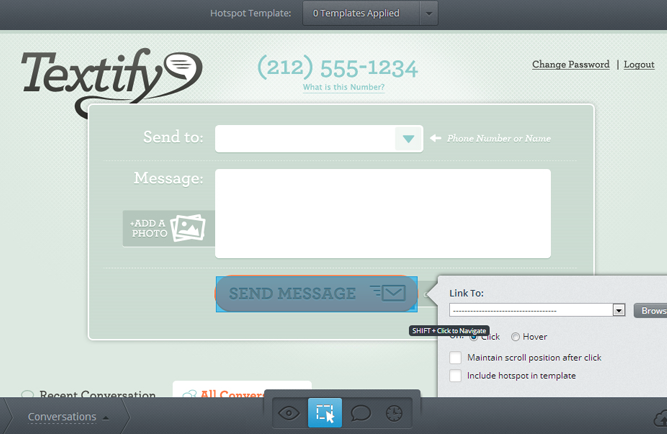 Hotspot Template: 0 Templates Applied
Textify
(212) 555-1234
What is this Number?
Change Password | Logout
Send to:
Phone Number or Name
Message:
+ADD A
PHOTO
SEND MESSAGE
Link To:
------------------------------------
SHIFT + Click to Navigate
On: Click Hover
Maintain scroll position after click
Include hotspot in template
Recent Conversation
All Conver
Conversations
Brows